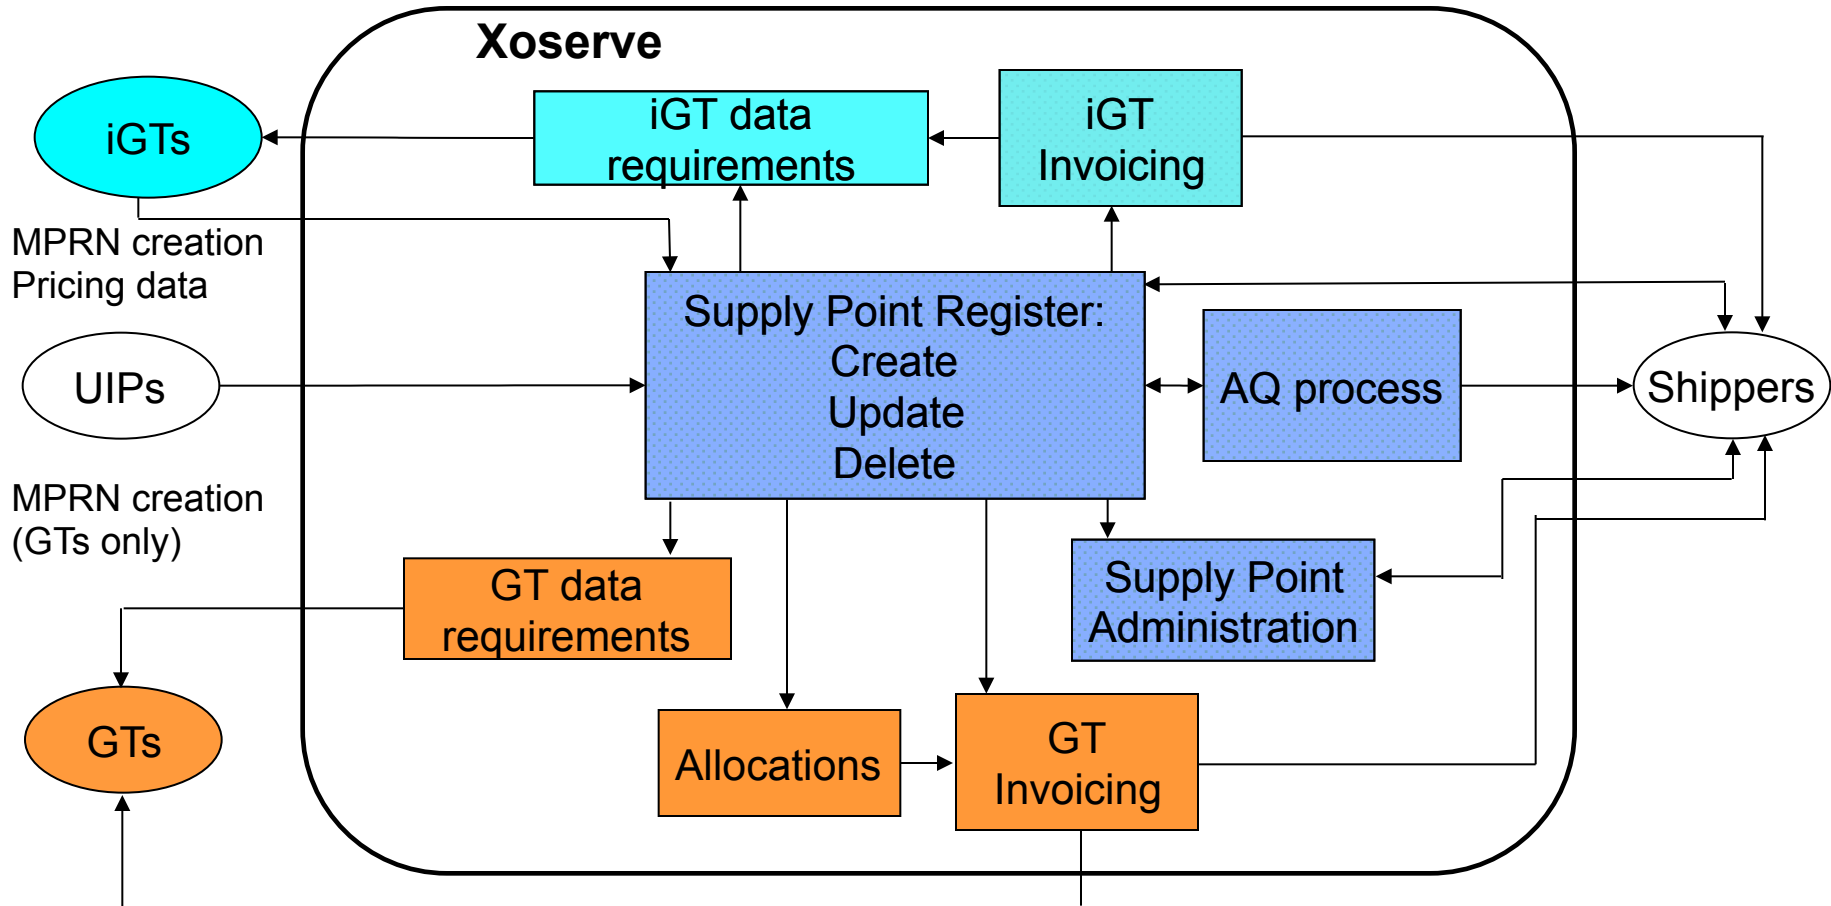 Xoserve
iGTs
iGT data
requirements
iGT
Invoicing
MPRN creation
Pricing data
Supply Point Register:
Create
Update
Delete
UIPs
AQ process
Shippers
MPRN creation
(GTs only)
GT data
requirements
Supply Point
Administration
GTs
Allocations
GT
Invoicing